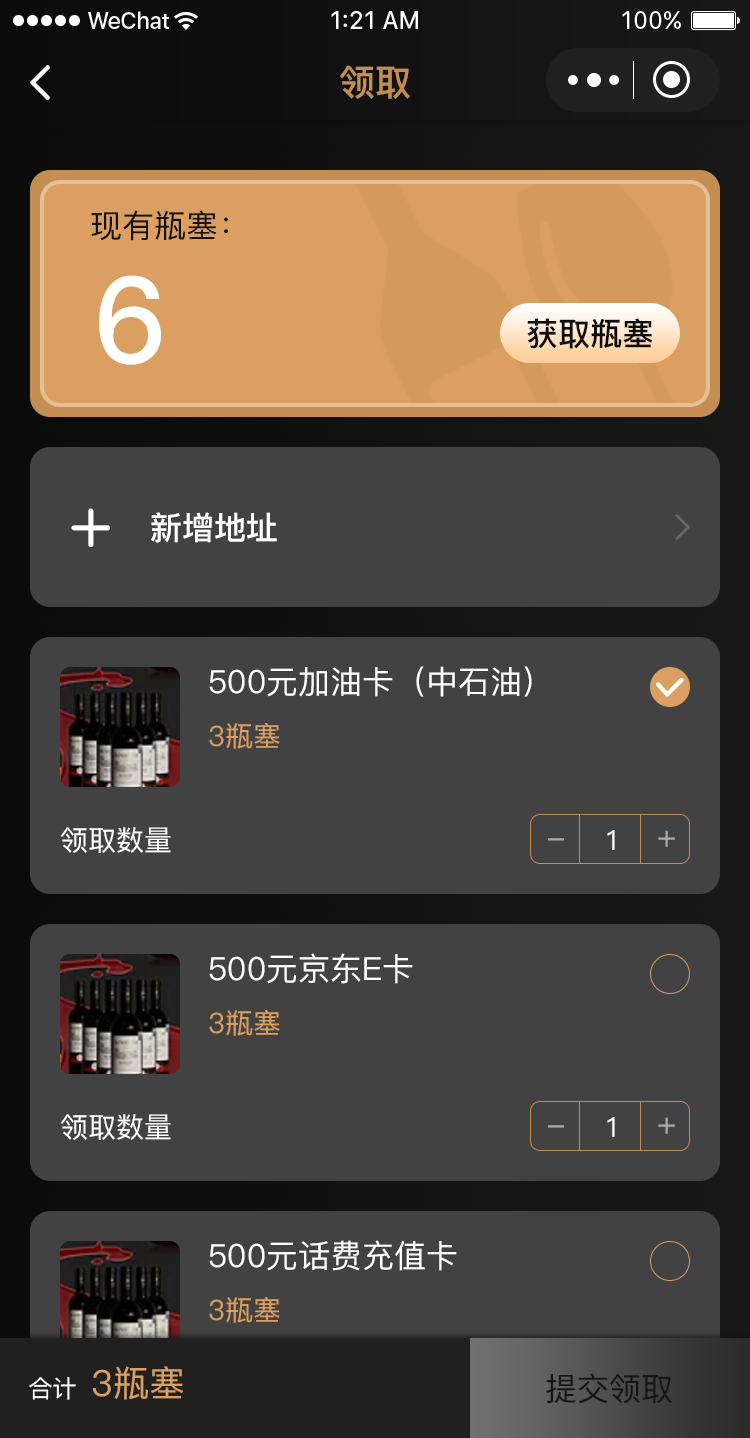 WeChat 1:21 AM 100%
领取
现有瓶塞：
6
获取瓶塞
新增地址
500元加油卡（中石油）
3瓶塞
领取数量
1
500元京东E卡
3瓶塞
领取数量
1
500元话费充值卡
3瓶塞
合计 3瓶塞
提交领取